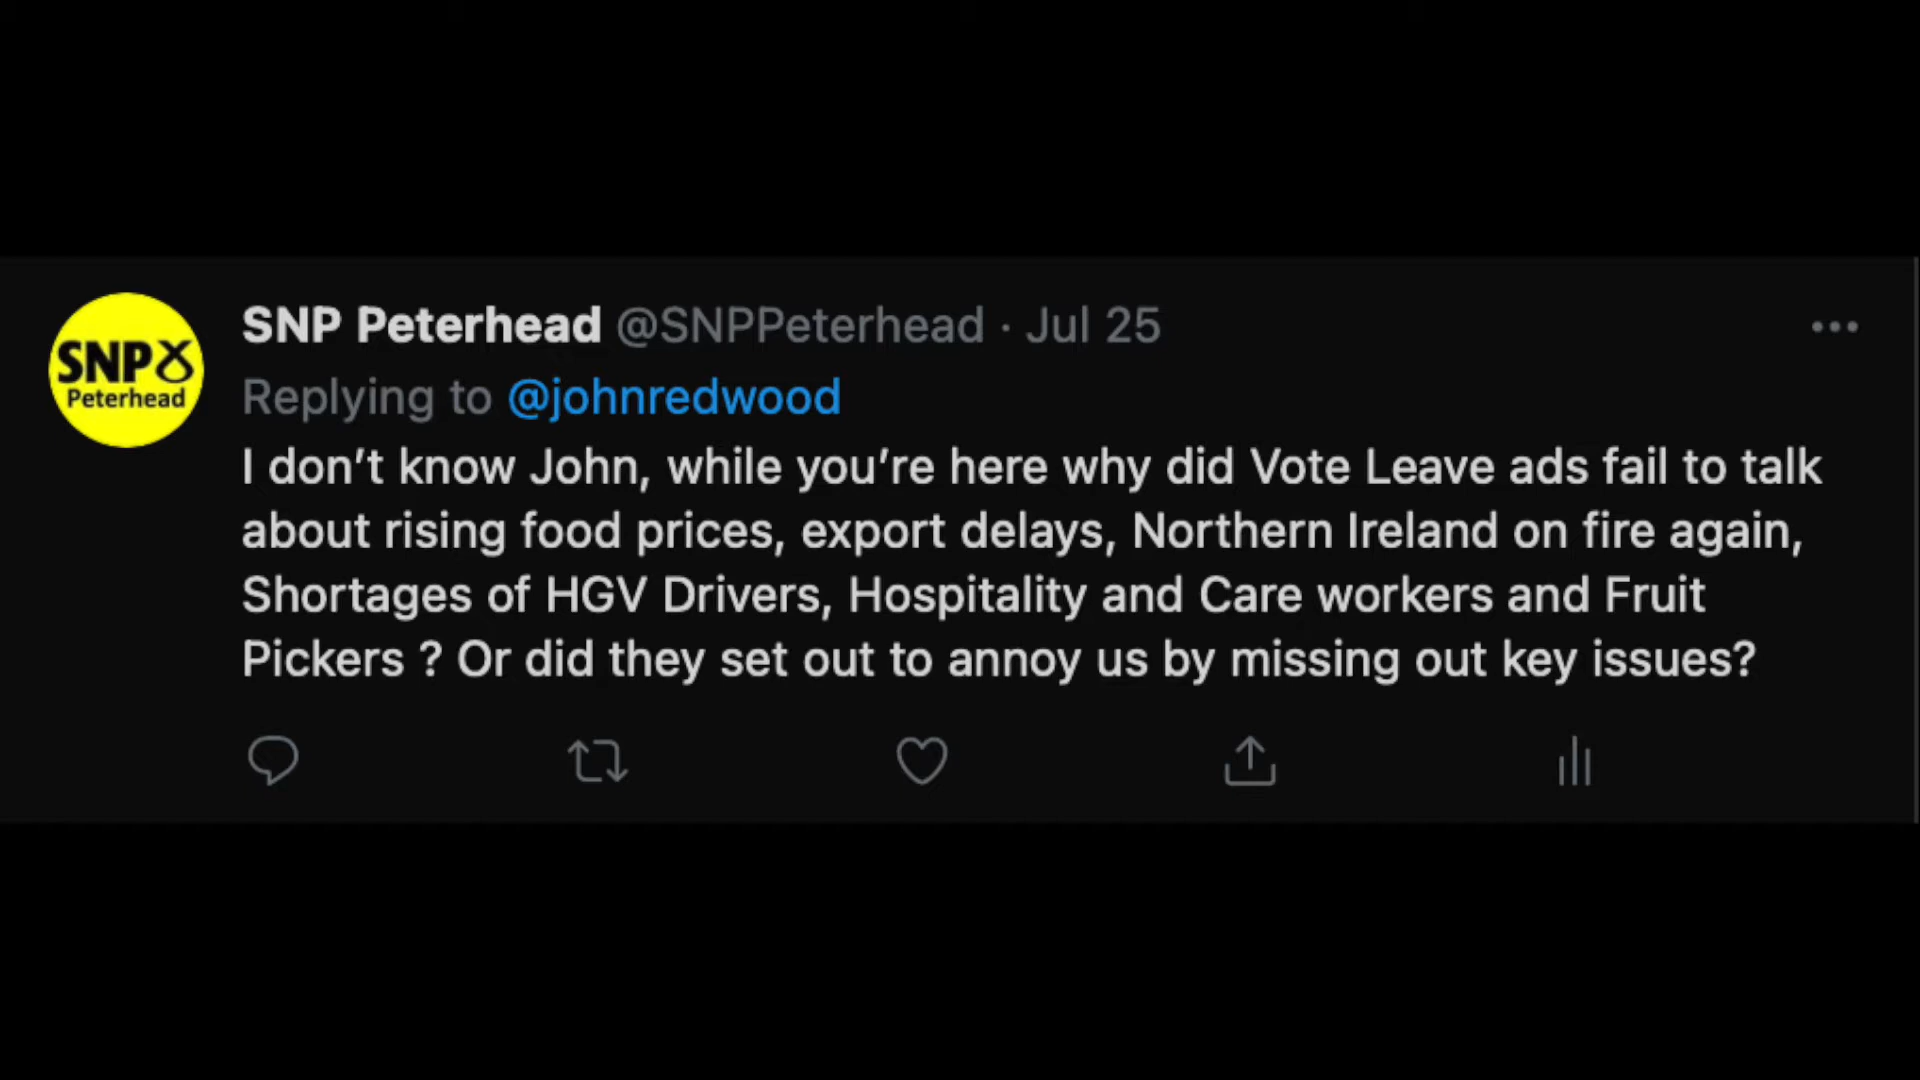 SNP
Peterhead
SNP Peterhead @SNPPeterhead · Jul 25
Replying to @johnredwood
I don’t know John, while you’re here why did Vote Leave ads fail to talk
about rising food prices, export delays, Northern Ireland on fire again,
Shortages of HGV Drivers, Hospitality and Care workers and Fruit
Pickers ? Or did they set out to annoy us by missing out key issues?